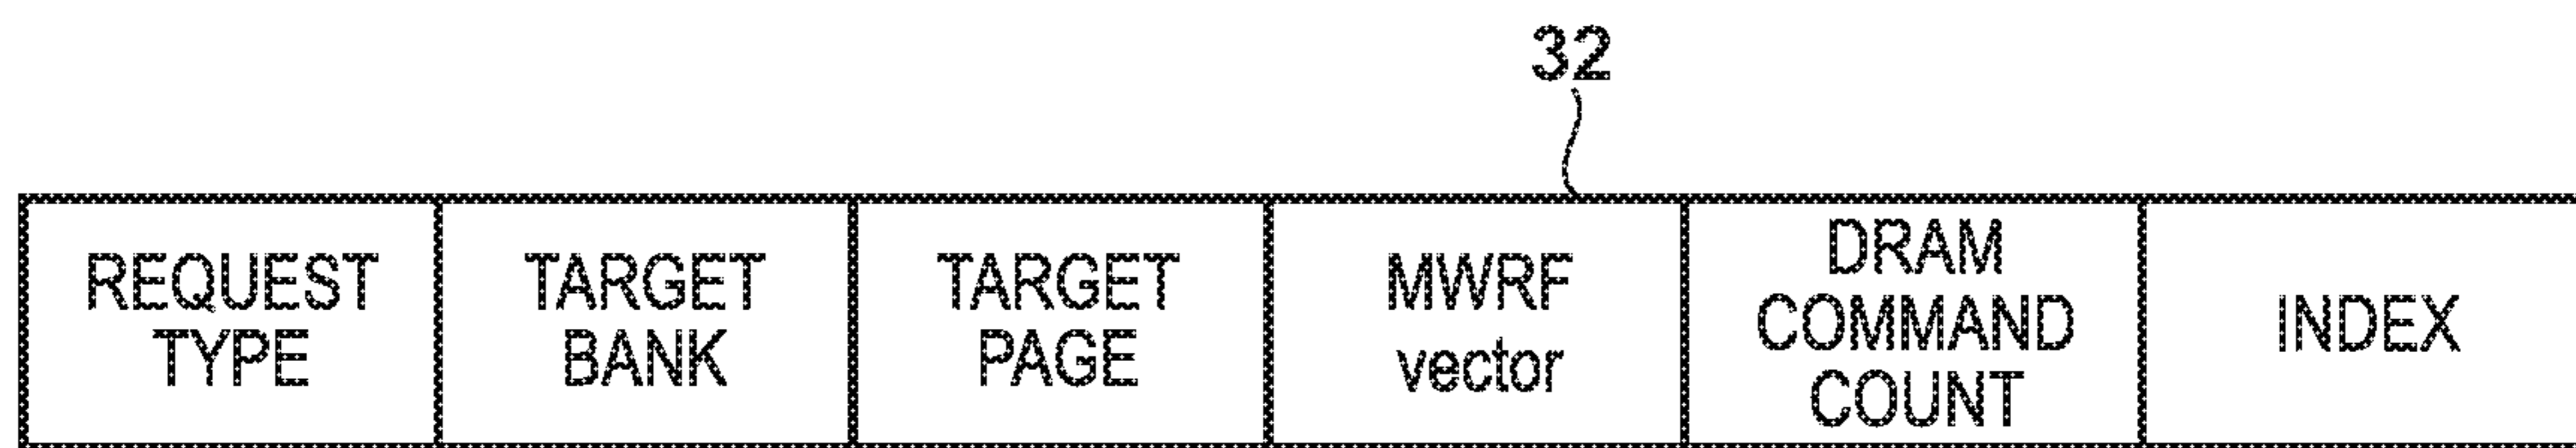 32
REQUEST
TYPE
TARGET
BANK
TARGET
PAGE
MWRF
vector
DRAM
COMMAND
COUNT
INDEX